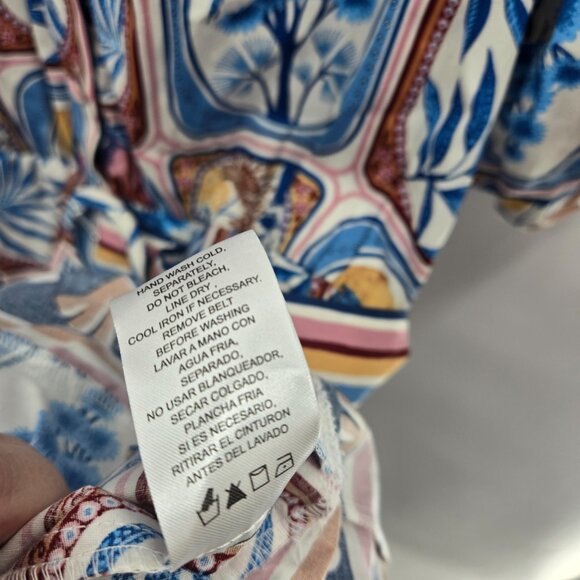 HAND WASH COLD,
SEPARATELY,
DO NOT BLEACH,
LINE DRY ,
COOL IRON IF NECESSARY.
REMOVE BELT
BEFORE WASHING
LAVAR A MANO CON
AGUA FRIA,
SEPARADO,
NO USAR BLANQUEADOR,
SECAR COLGADO,
PLANCHA FRIA
SI ES NECESARIO,
RITIRAR EL CINTURON
ANTES DEL LAVADO